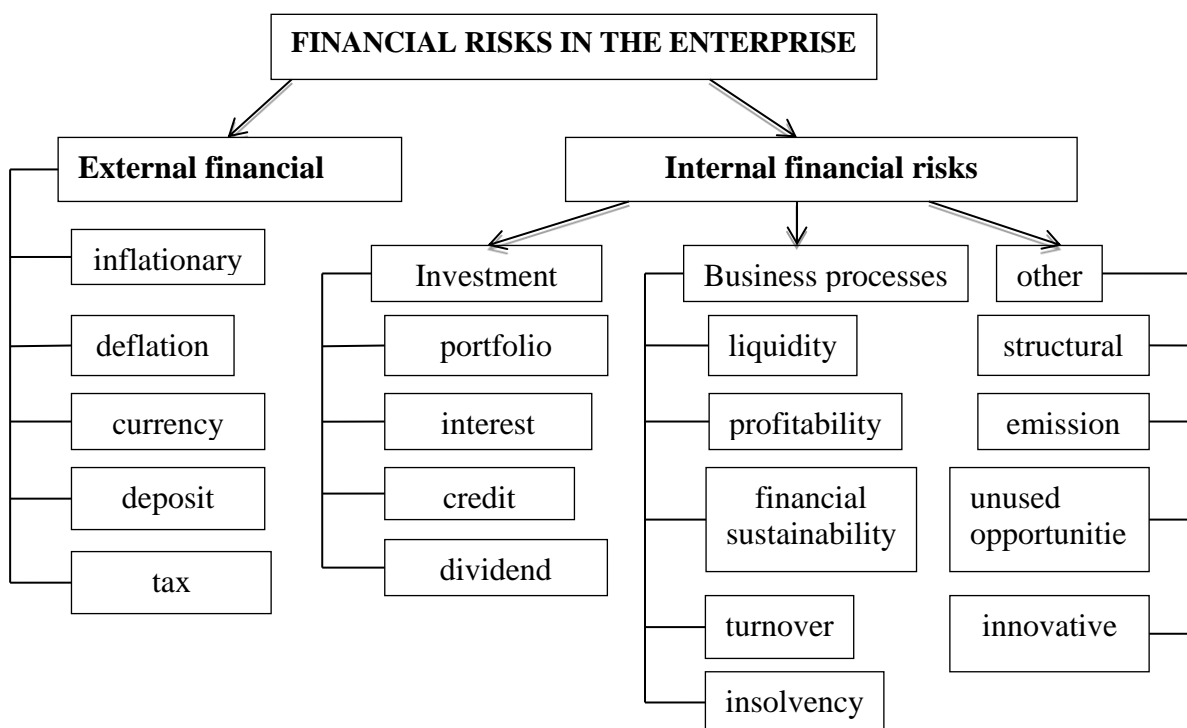 FINANCIAL RISKS IN THE ENTERPRISE
External financial
inflationary
deflation
currency
deposit
tax
Internal financial risks
Investment
portfolio
interest
credit
dividend
Business processes
liquidity
profitability
financial
sustainability
turnover
insolvency
other
structural
emission
unused
opportunitie
innovative